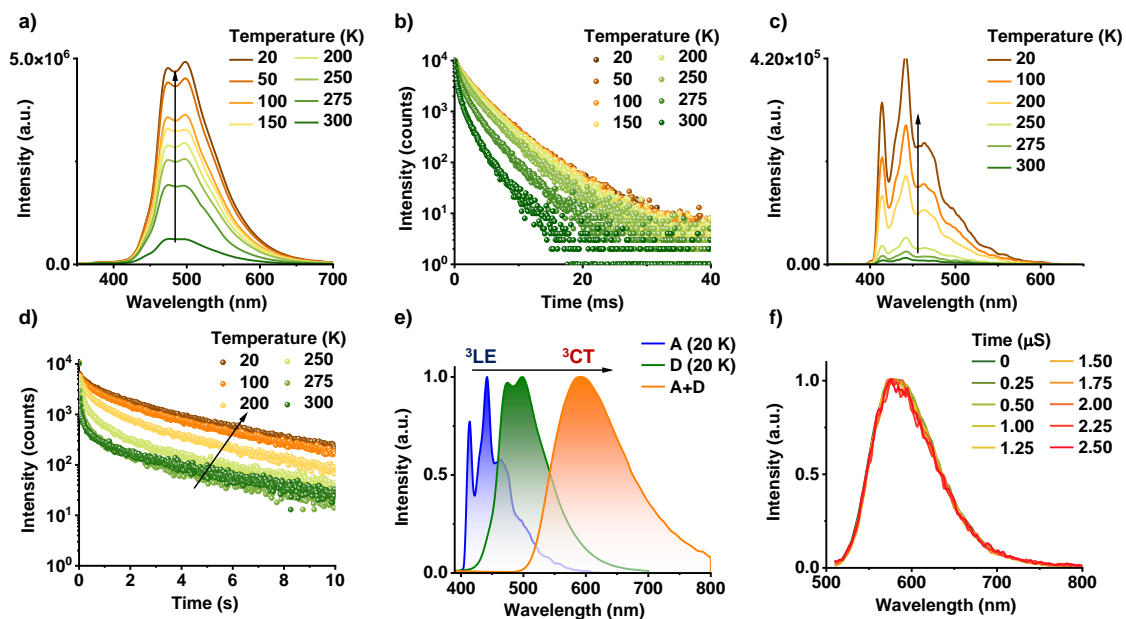 a)
Temperature (K)
20 200
50 250
100 275
150 300
5.0×10⁶
0.0
Intensity (a.u.)
400 500 600 700
Wavelength (nm)
b)
Temperature (K)
20 200
50 250
100 275
150 300
10⁴
10³
10²
10¹
10⁰
Intensity (counts)
0 20 40
Time (ms)
c)
Temperature (K)
20
100
200
250
275
300
4.20×10⁵
0.00
Intensity (a.u.)
400 500 600
Wavelength (nm)
d)
Temperature (K)
20 250
100 275
200 300
10⁴
10³
10²
10¹
10⁰
Intensity (counts)
0 2 4 6 8 10
Time (s)
e)
A (20 K)
D (20 K)
A+D
³LE ³CT
1.0
0.5
0.0
Intensity (a.u.)
400 500 600 700 800
Wavelength (nm)
f)
Time (μS)
0 1.50
0.25 1.75
0.50 2.00
1.00 2.25
1.25 2.50
1.0
0.5
0.0
Intensity (a.u.)
500 600 700 800
Wavelength (nm)